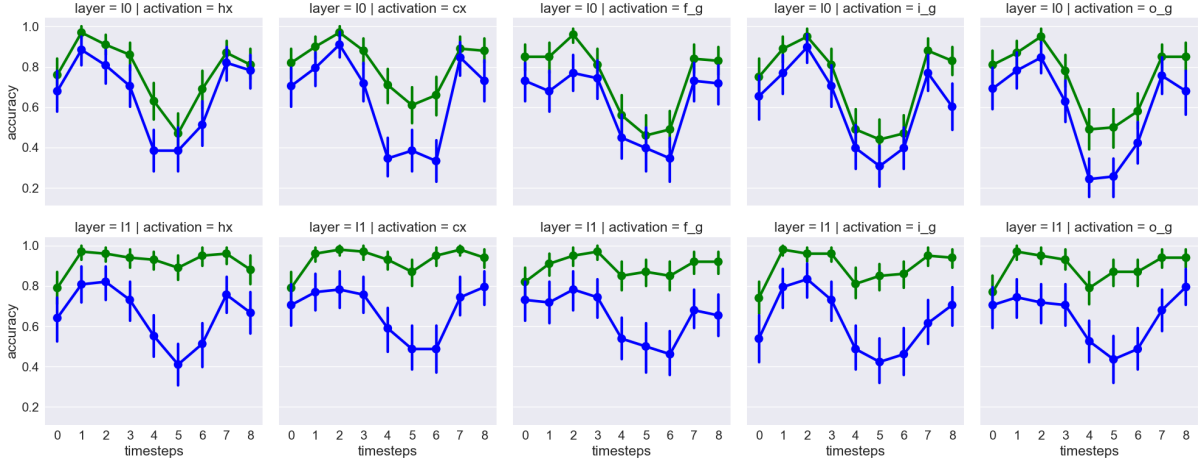 layer = l0 | activation = hx
layer = l0 | activation = cx
layer = l0 | activation = f_g
layer = l0 | activation = i_g
layer = l0 | activation = o_g
accuracy
1.0
0.8
0.6
0.4
0.2
layer = l1 | activation = hx
layer = l1 | activation = cx
layer = l1 | activation = f_g
layer = l1 | activation = i_g
layer = l1 | activation = o_g
accuracy
1.0
0.8
0.6
0.4
0.2
0 1 2 3 4 5 6 7 8
0 1 2 3 4 5 6 7 8
0 1 2 3 4 5 6 7 8
0 1 2 3 4 5 6 7 8
0 1 2 3 4 5 6 7 8
timesteps
timesteps
timesteps
timesteps
timesteps